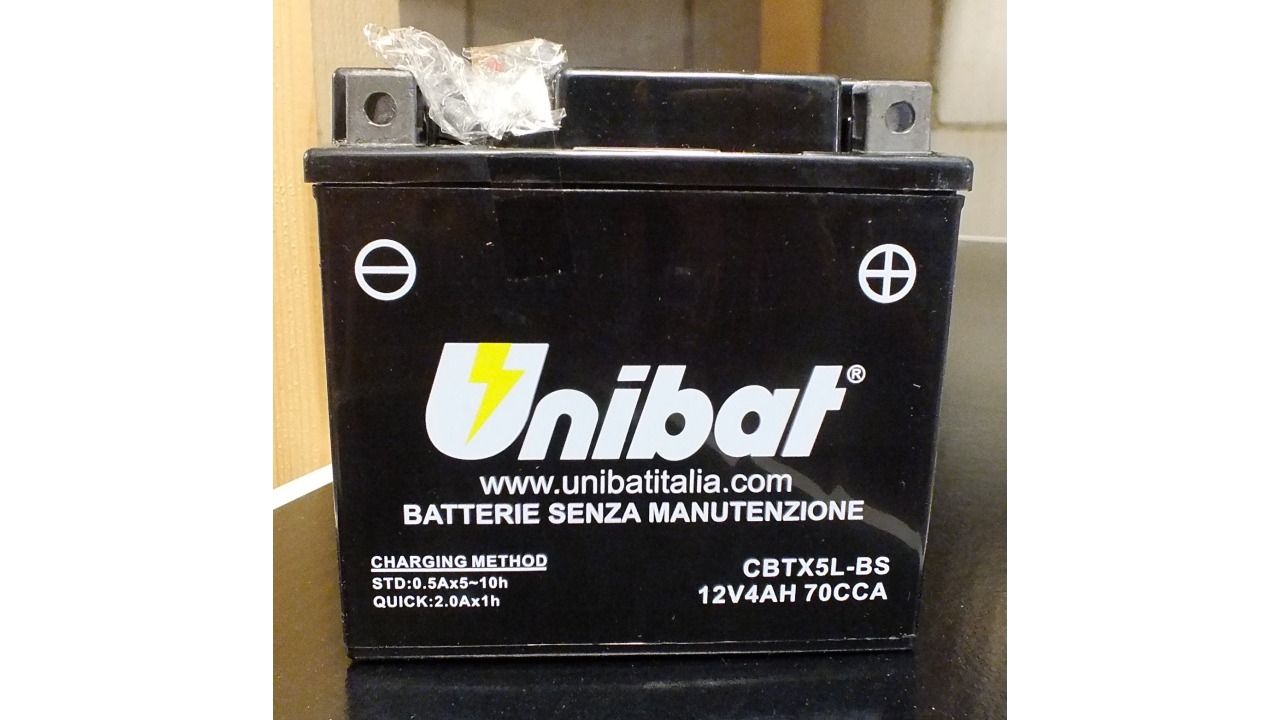 Unibat®
www.unibatitalia.com
BATTERIE SENZA MANUTENZIONE
CHARGING METHOD
STD:0.5Ax5~10h
QUICK:2.0Ax1h
CBTX5L-BS
12V4AH 70CCA